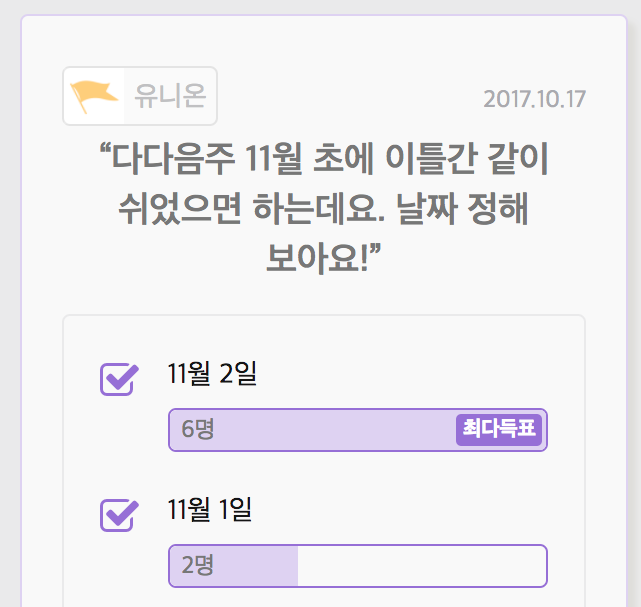 유니온
2017.10.17
“다다음주 11월 초에 이틀간 같이
쉬었으면 하는데요. 날짜 정해
보아요!”
11월 2일
6명 최다득표
11월 1일
2명